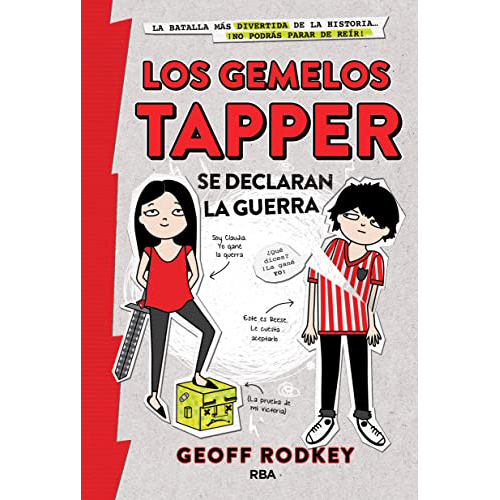 LA BATALLA MÁS DIVERTIDA DE LA HISTORIA...
¡NO PODRÁS PARAR DE REÍR!
LOS GEMELOS
TAPPER
SE DECLARAN
LA GUERRA
Soy Claudia.
Yo gané
la guerra
¿Qué
dices?
¡La gané
YO!
Este es Reese.
Le cuesta
aceptarlo
(La prueba de
mi victoria)
GEOFF RODKEY
RBA